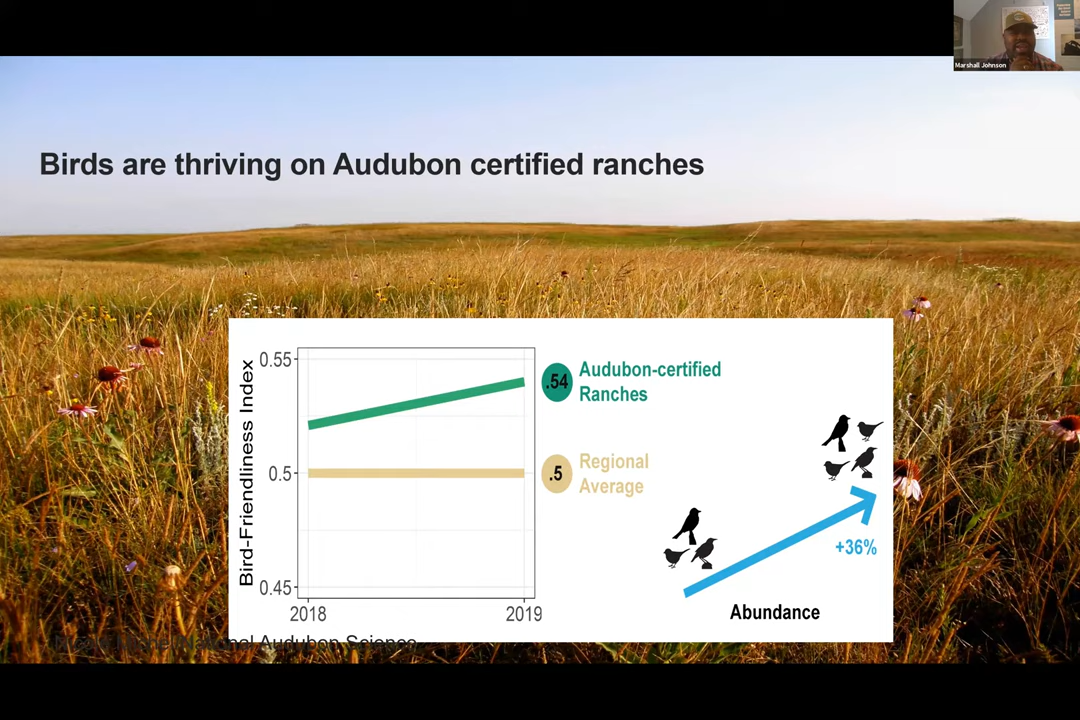 Marshall Johnson
Birds are thriving on Audubon certified ranches
Bird-Friendliness Index
0.55
0.5
0.45
2018
2019
.54
Audubon-certified
Ranches
.5
Regional
Average
+36%
Abundance
Audubon Science